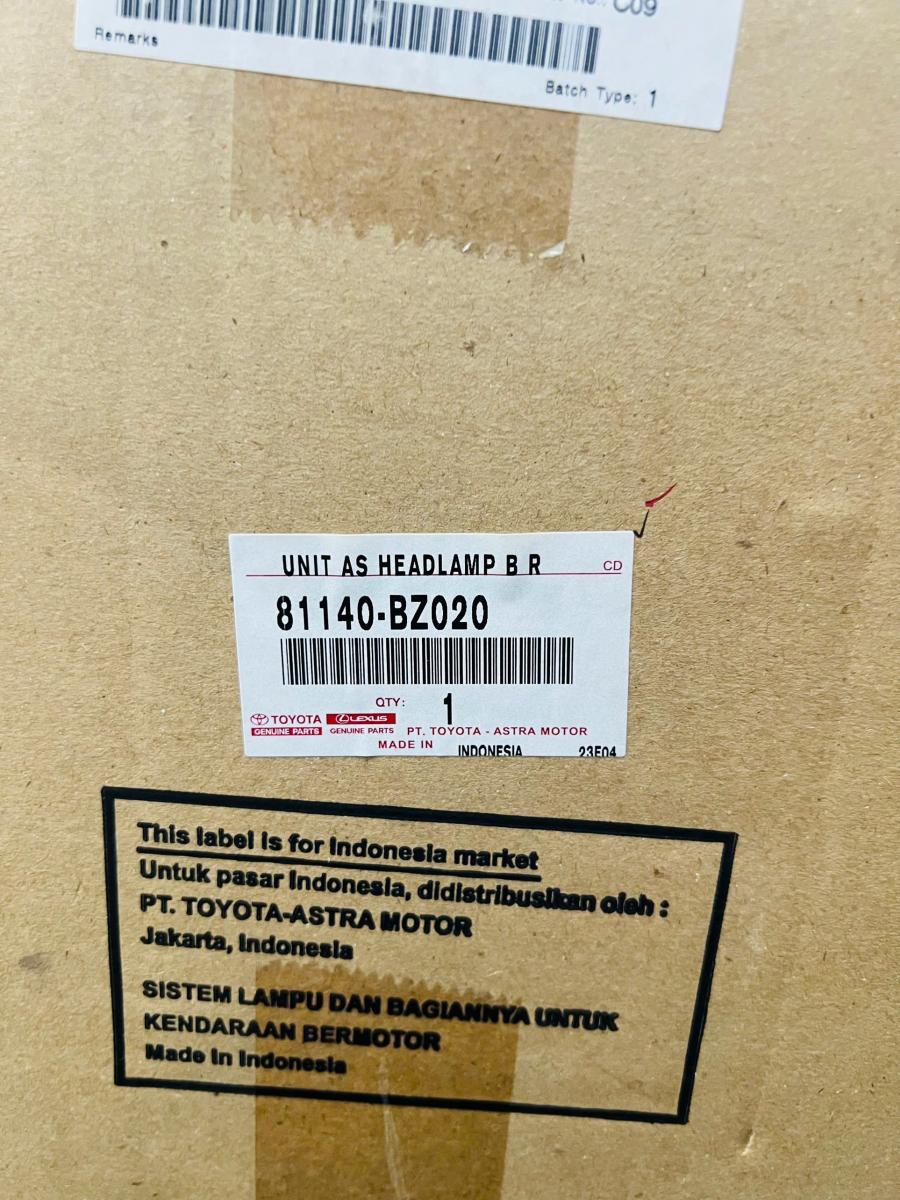 C09
Remarks
Batch Type: 1
UNIT AS HEADLAMP B R
CD
81140-BZ020
QTY: 1
TOYOTA LEXUS
GENUINE PARTS GENUINE PARTS PT. TOYOTA - ASTRA MOTOR
MADE IN INDONESIA 23E04
This label is for Indonesia market
Untuk pasar Indonesia, didistribusikan oleh :
PT. TOYOTA-ASTRA MOTOR
Jakarta, Indonesia
SISTEM LAMPU DAN BAGIANNYA UNTUK
KENDARAAN BERMOTOR
Made In Indonesia